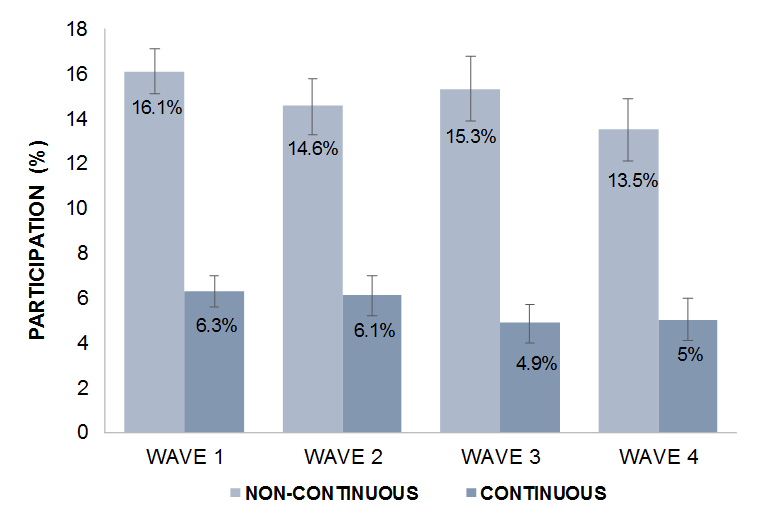 18
16
14
12
10
8
6
4
2
0
PARTICIPATION (%)
16.1%
6.3%
14.6%
6.1%
15.3%
4.9%
13.5%
5%
WAVE 1
WAVE 2
WAVE 3
WAVE 4
NON-CONTINUOUS
CONTINUOUS